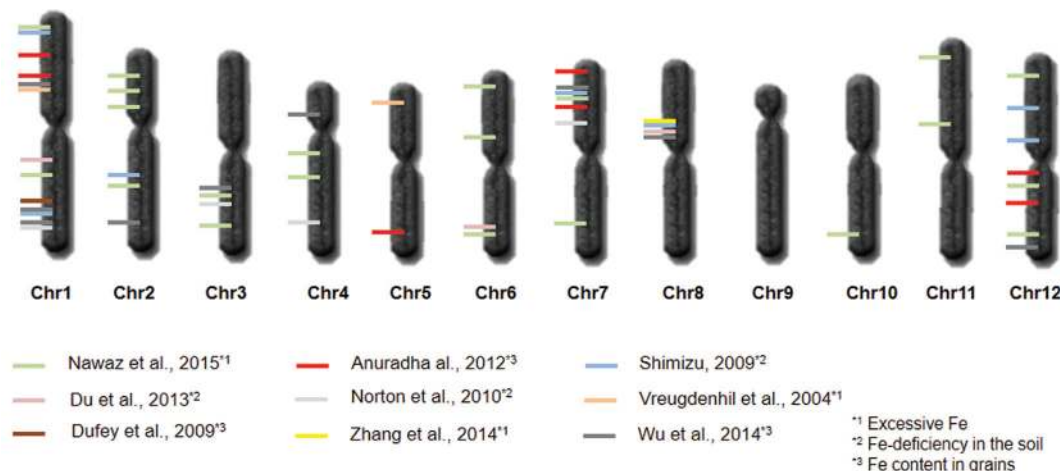 Chr1 Chr2 Chr3 Chr4 Chr5 Chr6 Chr7 Chr8 Chr9 Chr10 Chr11 Chr12
Nawaz et al., 2015*1 Anuradha al., 2012*3 Shimizu, 2009*2
Du et al., 2013*2 Norton et al., 2010*2 Vreugdenhil et al., 2004*1
Dufey et al., 2009*3 Zhang et al., 2014*1 Wu et al., 2014*3
*1 Excessive Fe
*2 Fe-deficiency in the soil
*3 Fe content in grains